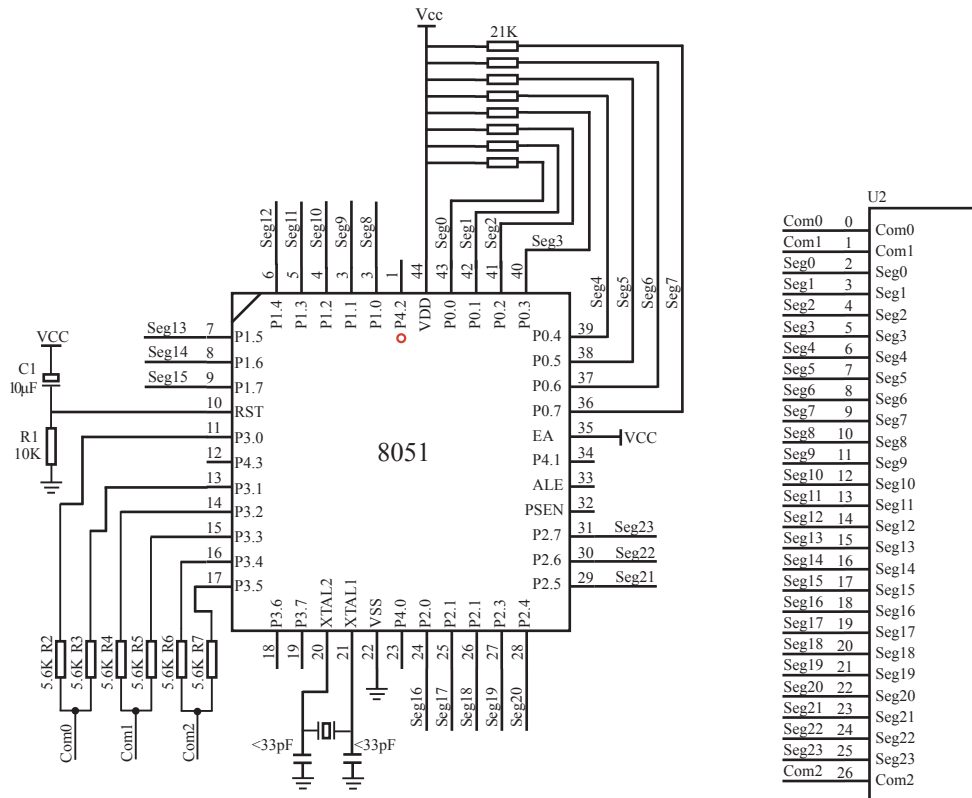 Vcc
21K
Seg12
Seg11
Seg10
Seg9
Seg8
Seg0
Seg1
Seg2
Seg3
Seg4
Seg5
Seg6
Seg7
6
5
4
3
3
1
44
43
42
41
40
P1.4
P1.3
P1.2
P1.1
P1.0
P4.2
VDD
P0.0
P0.1
P0.2
P0.3
Seg13 7 P1.5
Seg14 8 P1.6
Seg15 9 P1.7
10 RST
11 P3.0
12 P4.3
13 P3.1
14 P3.2
15 P3.3
16 P3.4
17 P3.5
VCC
C1
10μF
R1
10K
8051
P0.4 39
P0.5 38
P0.6 37
P0.7 36
EA 35 VCC
P4.1 34
ALE 33
PSEN 32
P2.7 31 Seg23
P2.6 30 Seg22
P2.5 29 Seg21
P3.6
P3.7
XTAL2
XTAL1
VSS
P4.0
P2.0
P2.1
P2.1
P2.3
P2.4
18
19
20
21
22
23
24
25
26
27
28
Seg16
Seg17
Seg18
Seg19
Seg20
5.6K R2
5.6K R3
5.6K R4
5.6K R5
5.6K R6
5.6K R7
Com0
Com1
Com2
<33pF
<33pF
U2
Com0 0 Com0
Com1 1 Com1
Seg0 2 Seg0
Seg1 3 Seg1
Seg2 4 Seg2
Seg3 5 Seg3
Seg4 6 Seg4
Seg5 7 Seg5
Seg6 8 Seg6
Seg7 9 Seg7
Seg8 10 Seg8
Seg9 11 Seg9
Seg10 12 Seg10
Seg11 13 Seg11
Seg12 14 Seg12
Seg13 15 Seg13
Seg14 16 Seg14
Seg15 17 Seg15
Seg16 18 Seg16
Seg17 19 Seg17
Seg18 20 Seg18
Seg19 21 Seg19
Seg20 22 Seg20
Seg21 23 Seg21
Seg22 24 Seg22
Seg23 25 Seg23
Com2 26 Com2